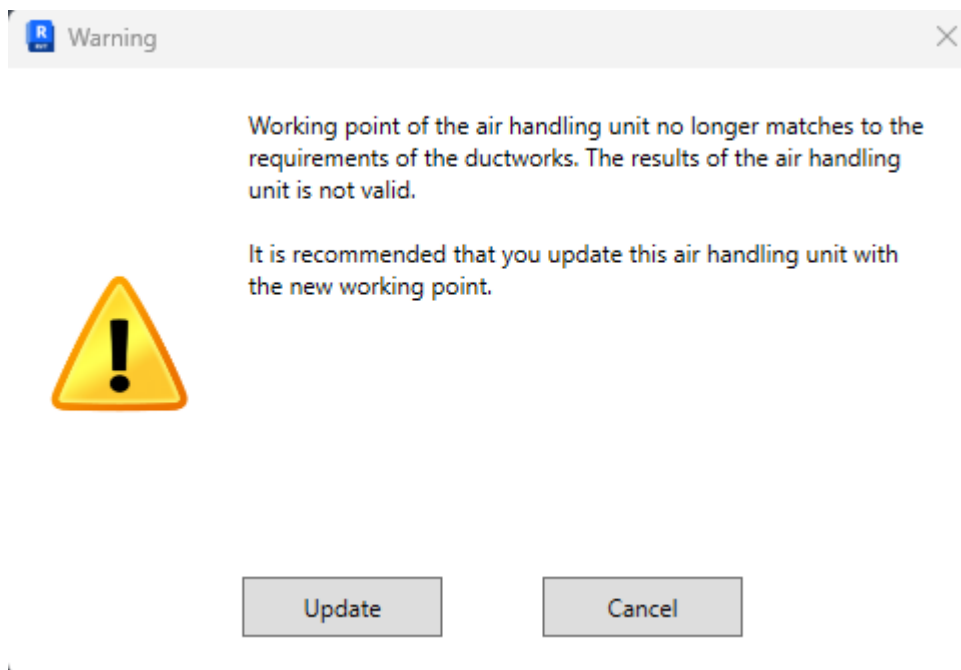 R
Warning
Working point of the air handling unit no longer matches to the
requirements of the ductworks. The results of the air handling
unit is not valid.
It is recommended that you update this air handling unit with
the new working point.
Update
Cancel